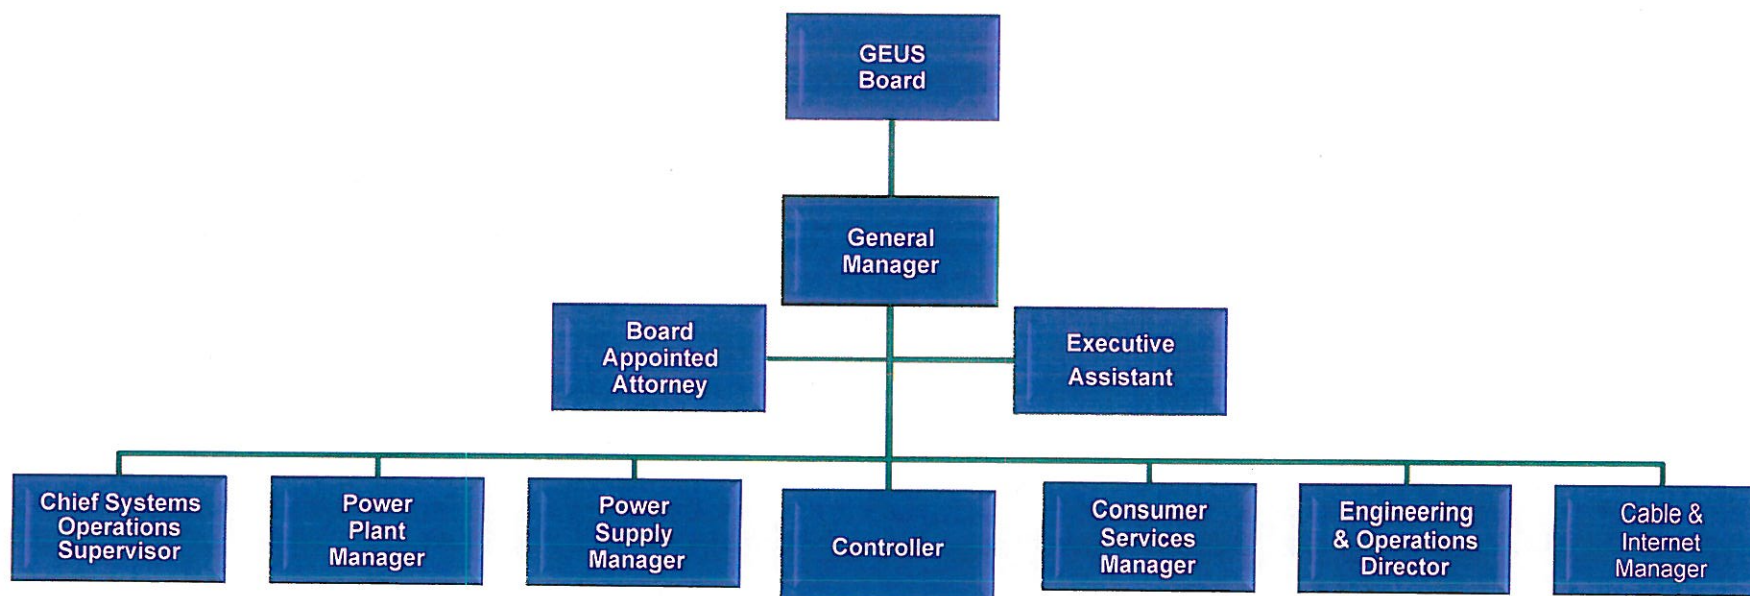 GEUS
Board
General
Manager
Board
Appointed
Attorney
Executive
Assistant
Chief Systems
Operations
Supervisor
Power
Plant
Manager
Power
Supply
Manager
Controller
Consumer
Services
Manager
Engineering
& Operations
Director
Cable &
Internet
Manager